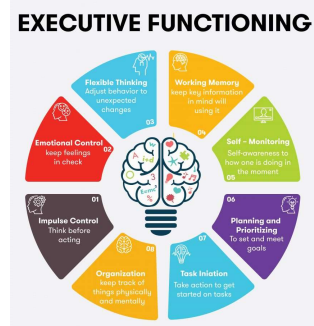 EXECUTIVE FUNCTIONING
Flexible Thinking
Adjust behavior to
unexpected
changes
03
Working Memory
keep key information
in mind will
using it
04
Emotional Control
keep feelings
in check
02
Self - Monitoring
Self-awareness to
how one is doing in
the moment
05
01
Impulse Control
Think before
acting
06
Planning and
Prioritizing
To set and meet
goals
08
Organization
keep track of
things physically
and mentally
07
Task Iniation
Take action to get
started on tasks